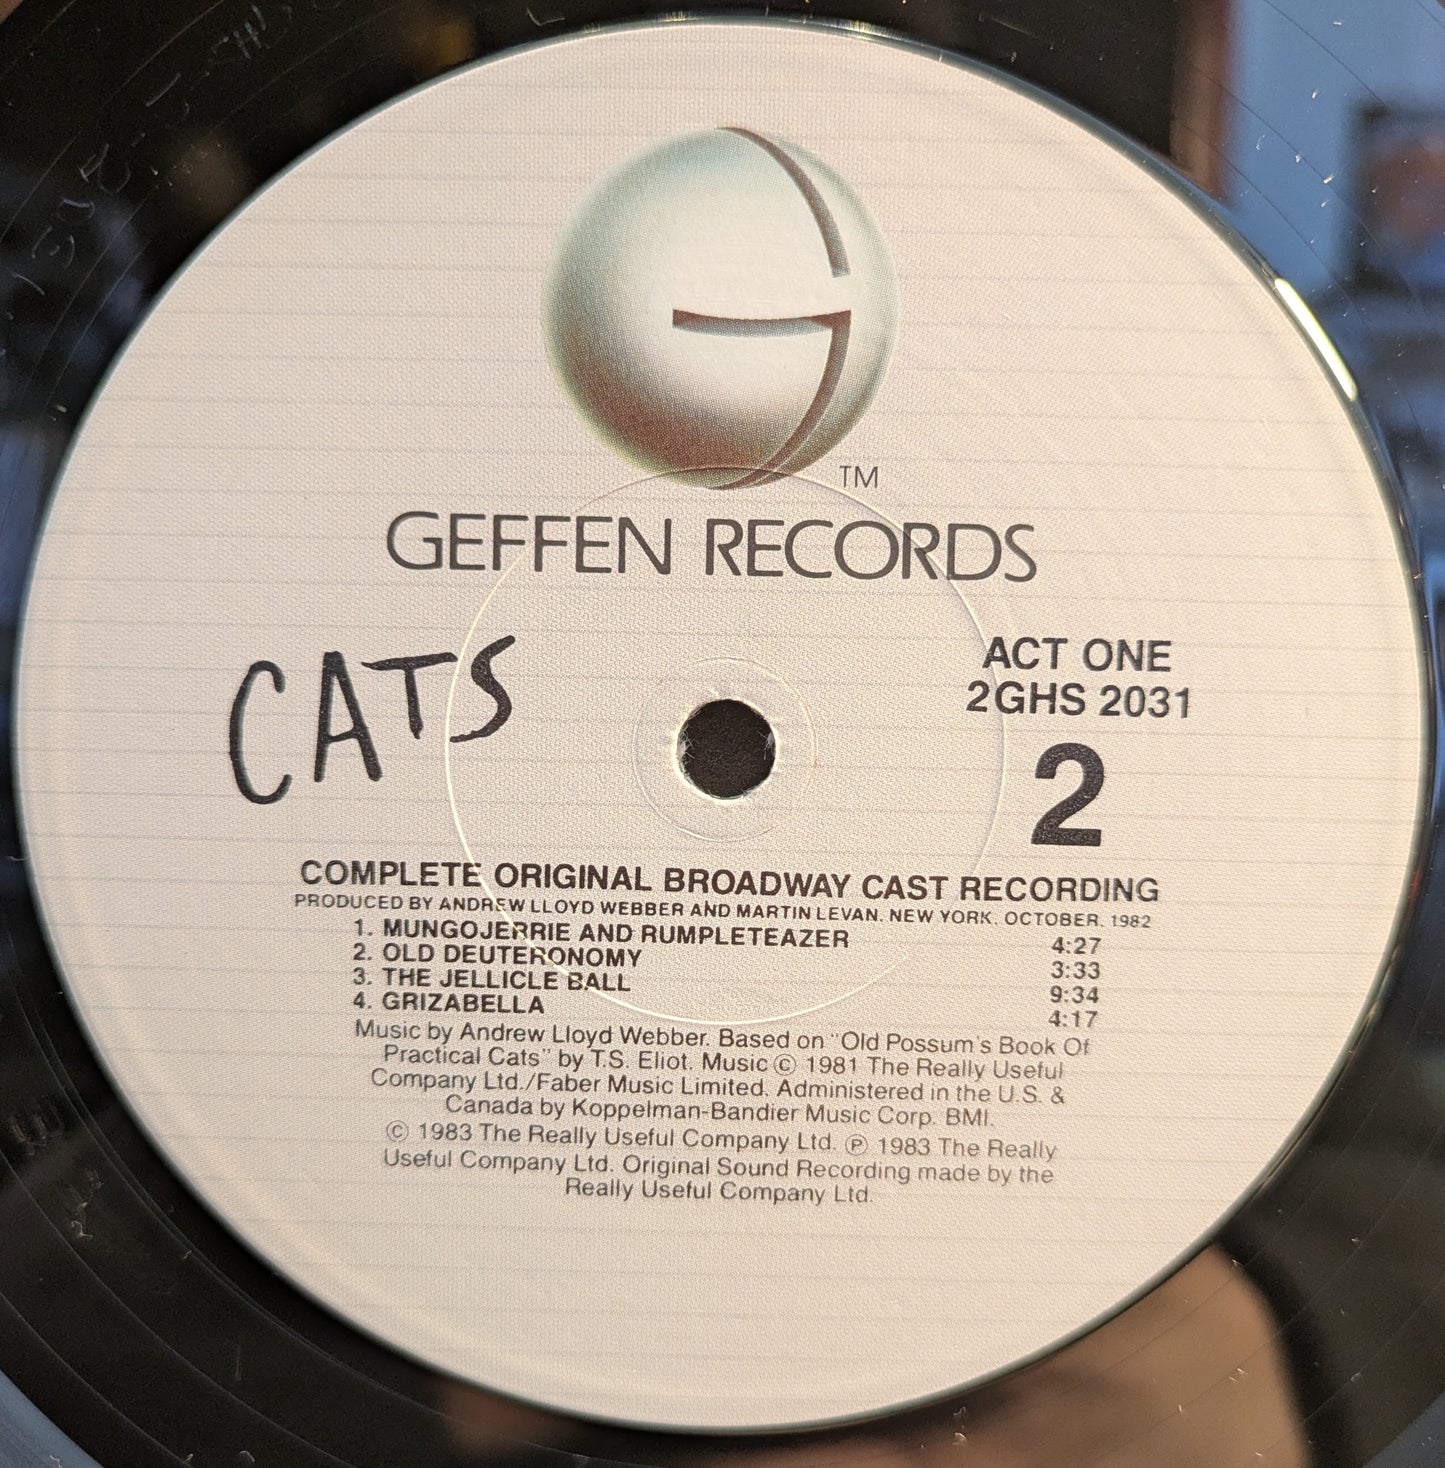 TM
GEFFEN RECORDS
CATS
ACT ONE
2GHS 2031
2
COMPLETE ORIGINAL BROADWAY CAST RECORDING
PRODUCED BY ANDREW LLOYD WEBBER AND MARTIN LEVAN. NEW YORK. OCTOBER. 1982
1. MUNGOJERRIE AND RUMPLETEAZER 4:27
2. OLD DEUTERONOMY 3:33
3. THE JELLICLE BALL 9:34
4. GRIZABELLA 4:17
Music by Andrew Lloyd Webber. Based on "Old Possum's Book Of
Practical Cats" by T.S. Eliot. Music © 1981 The Really Useful
Company Ltd./Faber Music Limited. Administered in the U.S. &
Canada by Koppelman-Bandier Music Corp. BMI.
© 1983 The Really Useful Company Ltd. ℗ 1983 The Really
Useful Company Ltd. Original Sound Recording made by the
Really Useful Company Ltd.